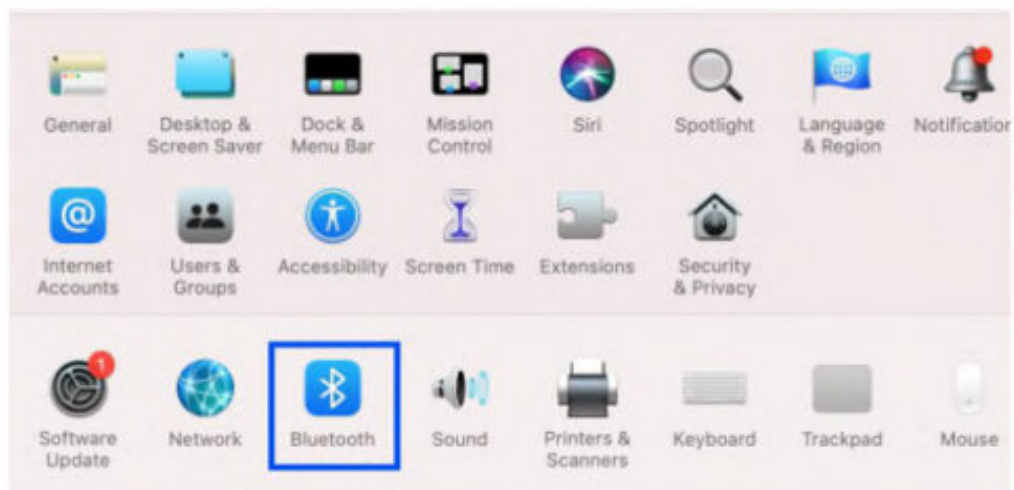 General
Desktop &
Screen Saver
Dock &
Menu Bar
Mission
Control
Siri
Spotlight
Language
& Region
Notification
@
Internet
Accounts
Users &
Groups
Accessibility
Screen Time
Extensions
Security
& Privacy
1
Software
Update
Network
Bluetooth
Sound
Printers &
Scanners
Keyboard
Trackpad
Mouse